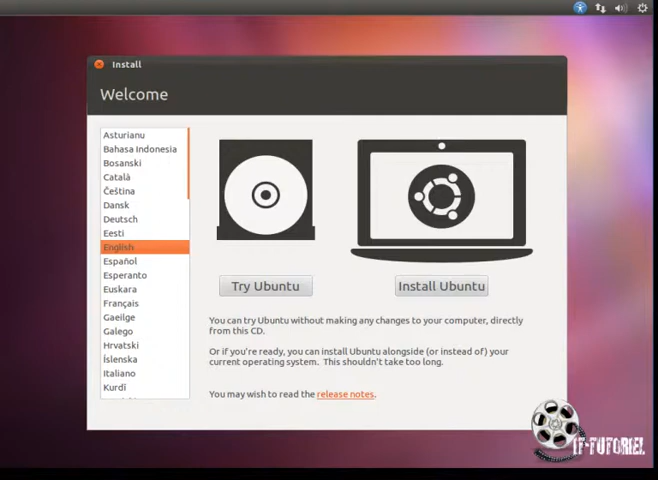 Install
Welcome
Asturianu
Bahasa Indonesia
Bosanski
Català
Čeština
Dansk
Deutsch
Eesti
English
Español
Esperanto
Euskara
Français
Gaeilge
Galego
Hrvatski
Íslenska
Italiano
Kurdî
Try Ubuntu
Install Ubuntu
You can try Ubuntu without making any changes to your computer, directly
from this CD.
Or if you're ready, you can install Ubuntu alongside (or instead of) your
current operating system. This shouldn't take too long.
You may wish to read the release notes.
IT-TUTORIEL